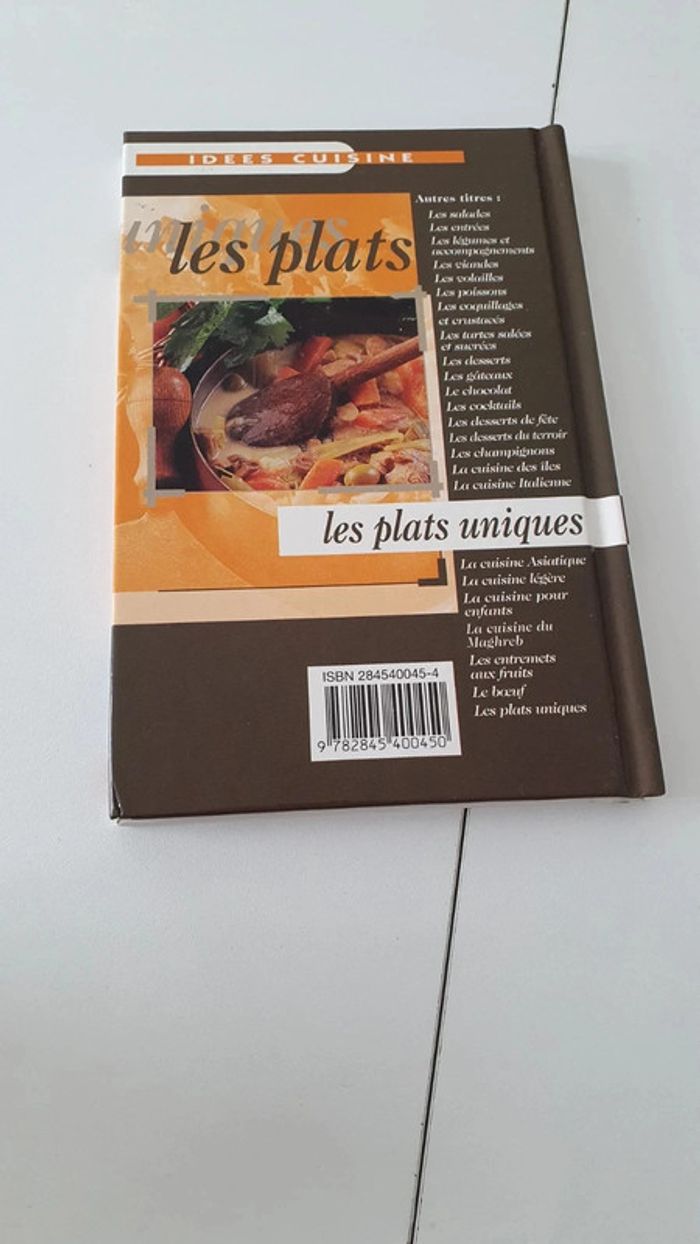 IDEES CUISINE
uniques
les plats
Autres titres :
Les salades
Les entrées
Les légumes et
accompagnements
Les viandes
Les volailles
Les poissons
Les coquillages
et crustacés
Les tartes salées
et sucrées
Les desserts
Les gâteaux
Le chocolat
Les cocktails
Les desserts de fête
Les desserts du terroir
Les champignons
La cuisine des îles
La cuisine Italienne
les plats uniques
La cuisine Asiatique
La cuisine légère
La cuisine pour
enfants
La cuisine du
Maghreb
Les entremets
aux fruits
Le bœuf
Les plats uniques
ISBN 284540045-4
9 782845 400450